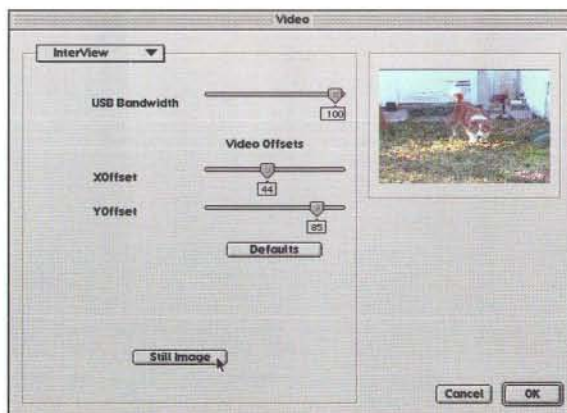 Video
InterView
USB Bandwidth
100
Video Offsets
XOffset
44
YOffset
85
Defaults
Still Image
Cancel
OK